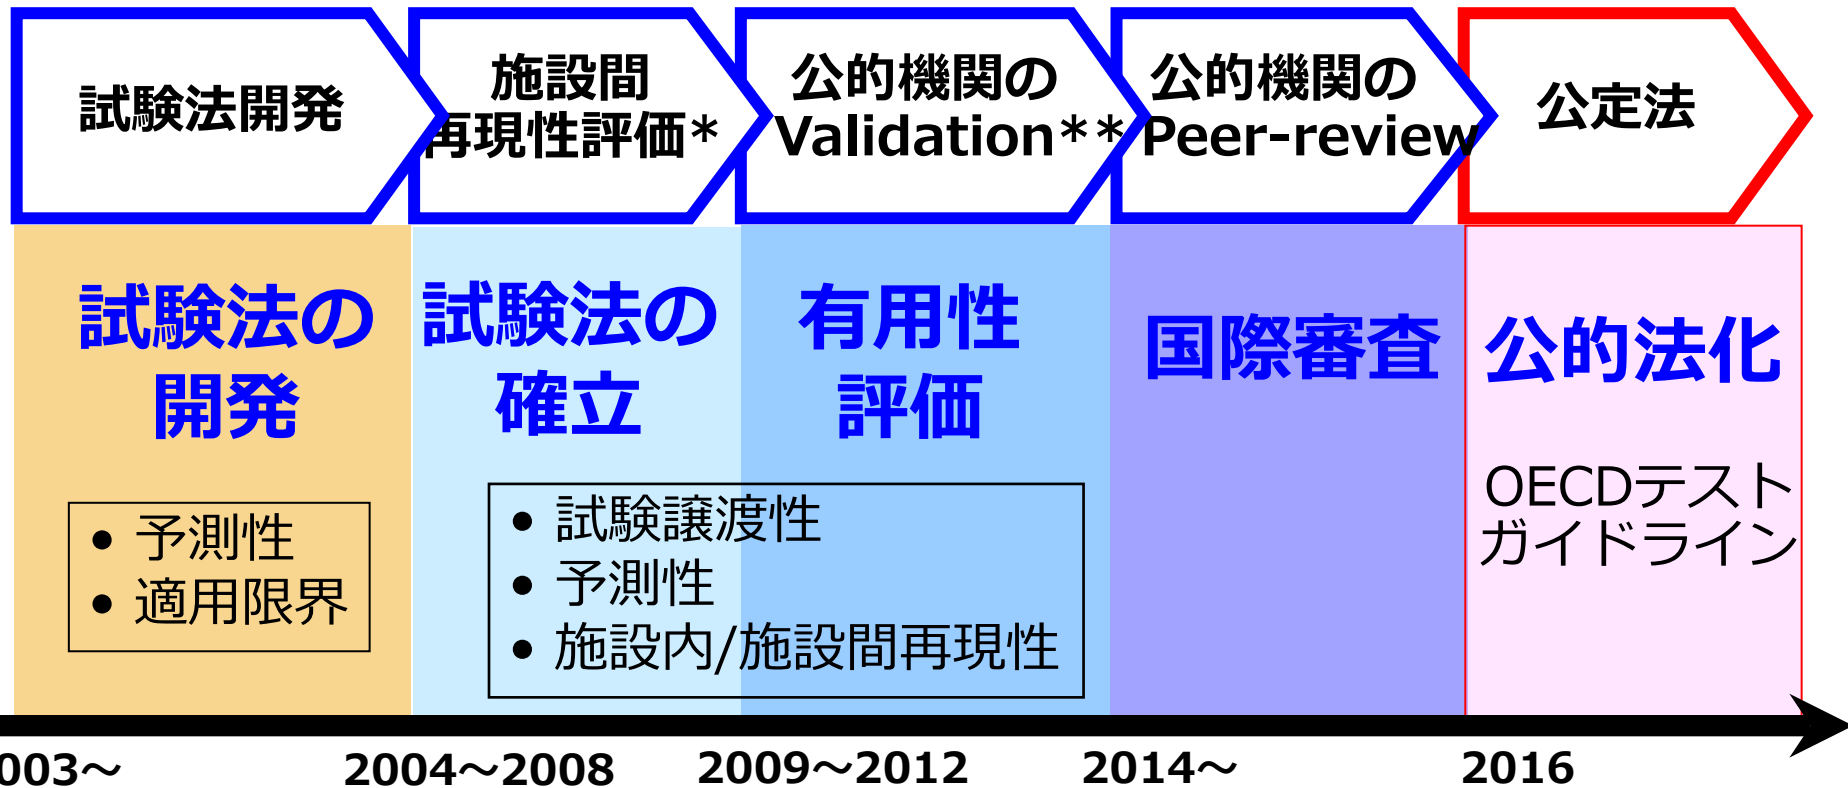 試験法開発
施設間
再現性評価*
公的機関の
Validation**
公的機関の
Peer-review
公定法
試験法の
開発
試験法の
確立
有用性
評価
国際審査
公的法化
• 予測性
• 適用限界
• 試験譲渡性
• 予測性
• 施設内/施設間再現性
OECDテスト
ガイドライン
003～
2004～2008
2009～2012
2014～
2016